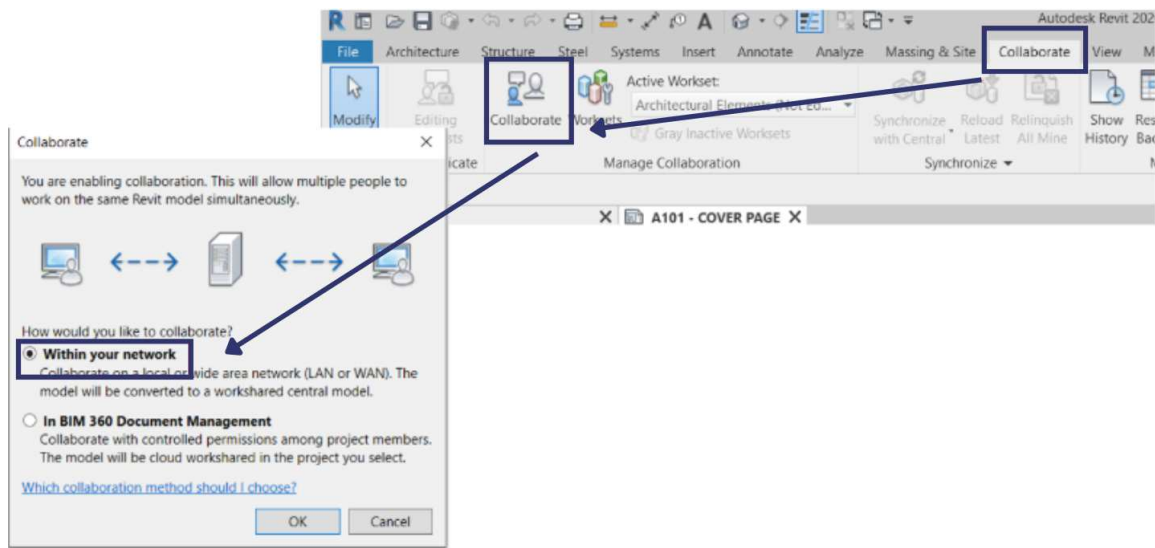 Autodesk Revit 202
File Architecture Structure Steel Systems Insert Annotate Analyze Massing & Site Collaborate View M
Modify
Editing
Collaborate Worksets
Active Workset:
Architectural Elements (Not Ed...
Gray Inactive Worksets
Synchronize with Central
Reload Latest
Relinquish All Mine
Show History
Res
Bac
icate
Manage Collaboration
Synchronize
A101 - COVER PAGE
Collaborate
You are enabling collaboration. This will allow multiple people to
work on the same Revit model simultaneously.
How would you like to collaborate?
Within your network
Collaborate on a local or wide area network (LAN or WAN). The
model will be converted to a workshared central model.
In BIM 360 Document Management
Collaborate with controlled permissions among project members.
The model will be cloud workshared in the project you select.
Which collaboration method should I choose?
OK Cancel